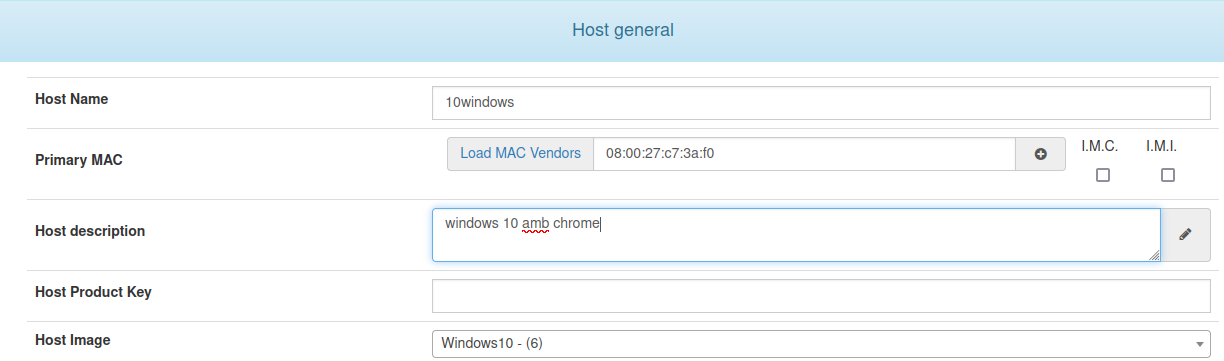 Host general
Host Name
10windows
Primary MAC
Load MAC Vendors 08:00:27:c7:3a:f0
I.M.C. I.M.I.
Host description
windows 10 amb chrome
Host Product Key
Host Image
Windows10 - (6)